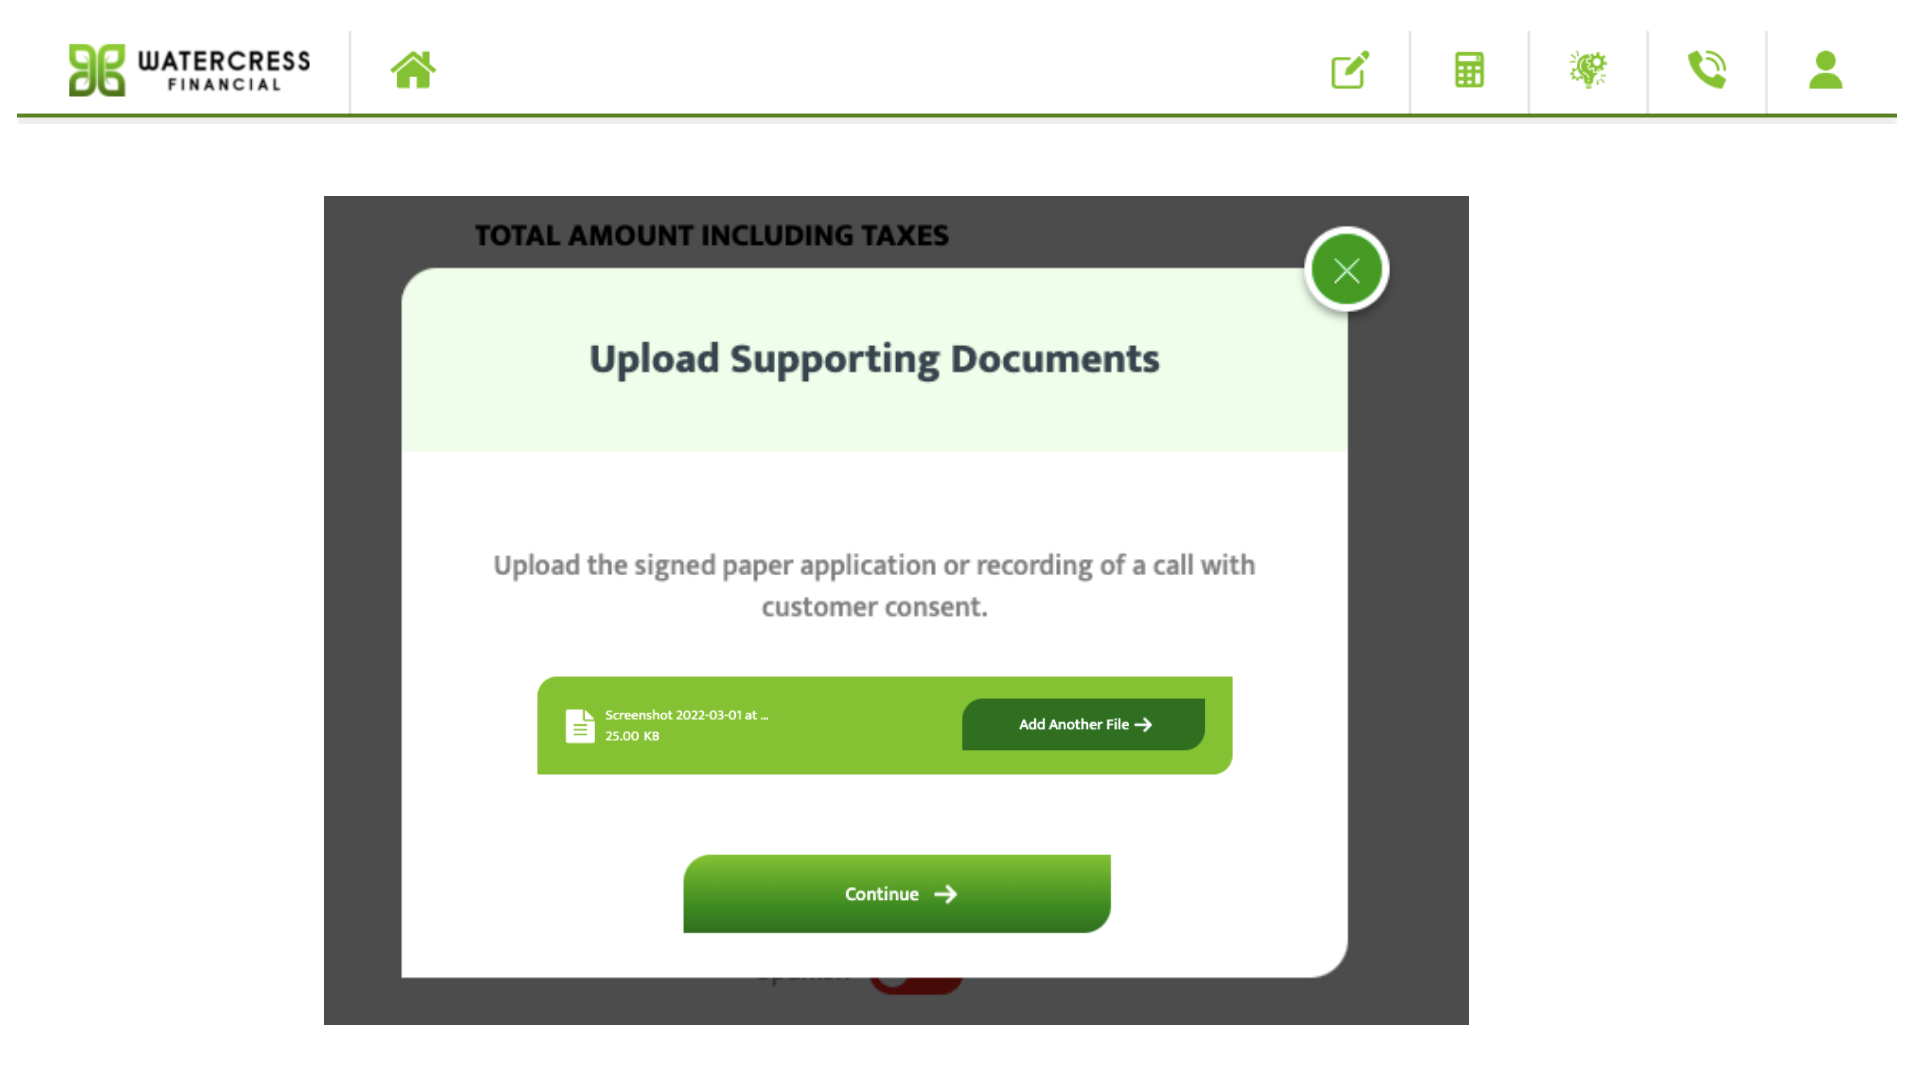 WATERCRESS
FINANCIAL
TOTAL AMOUNT INCLUDING TAXES
Upload Supporting Documents
Upload the signed paper application or recording of a call with
customer consent.
Screenshot 2022-03-01 at ...
25.00 KB
Add Another File
Continue